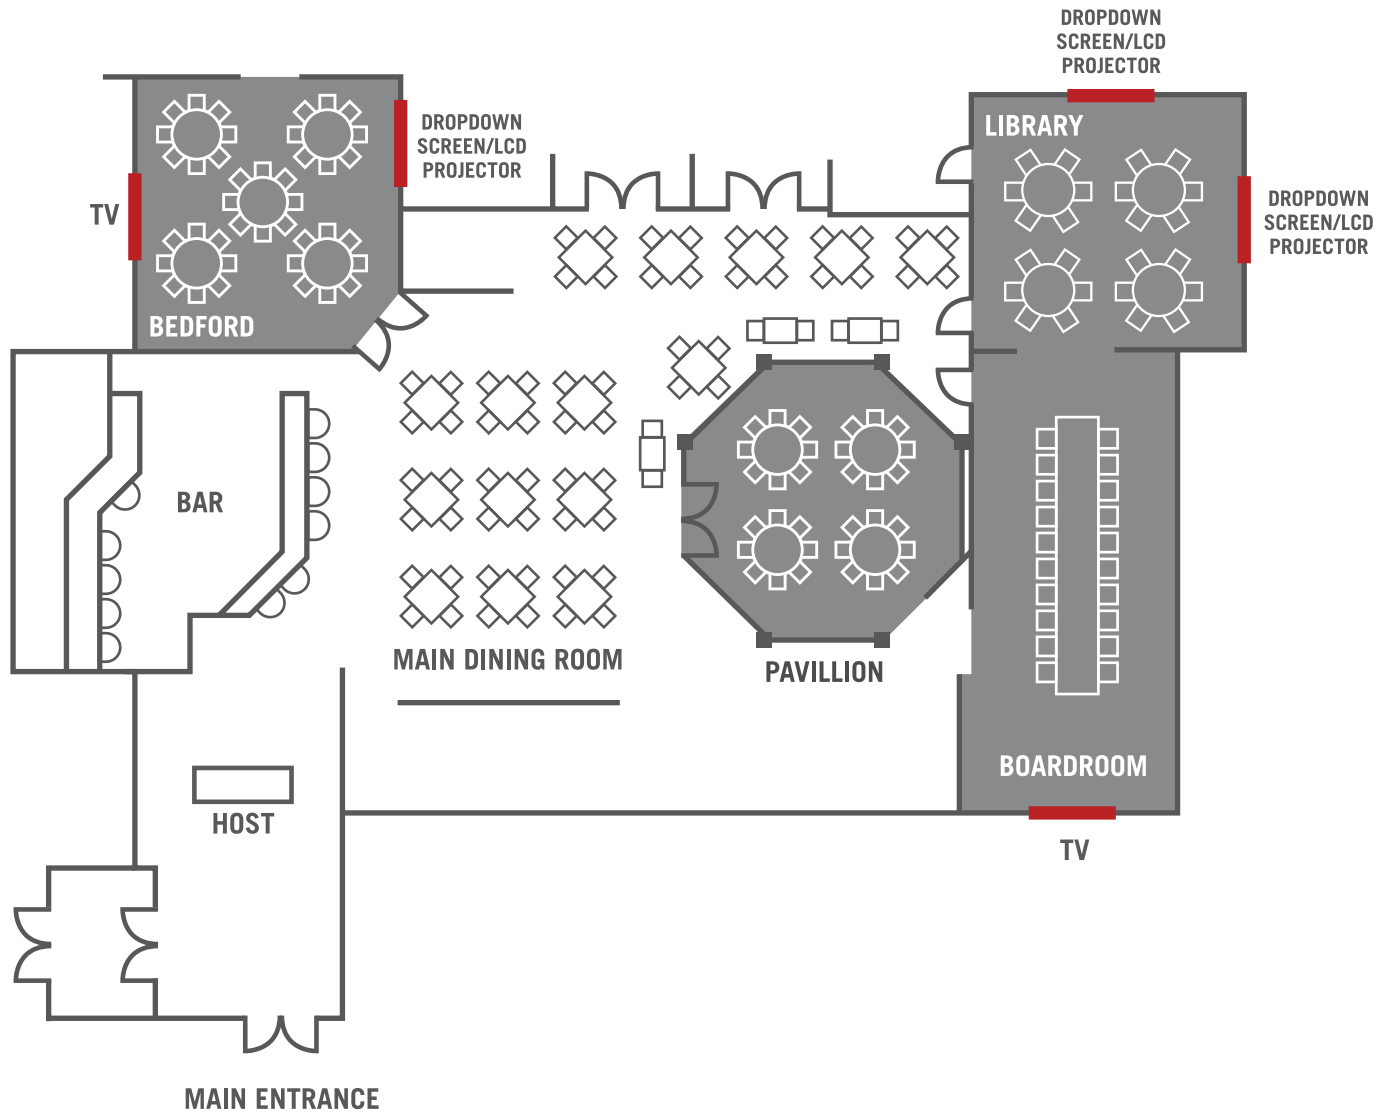 DROPDOWN
SCREEN/LCD
PROJECTOR
LIBRARY
DROPDOWN
SCREEN/LCD
PROJECTOR
TV
DROPDOWN
SCREEN/LCD
PROJECTOR
BEDFORD
BAR
MAIN DINING ROOM
PAVILLION
BOARDROOM
HOST
TV
MAIN ENTRANCE